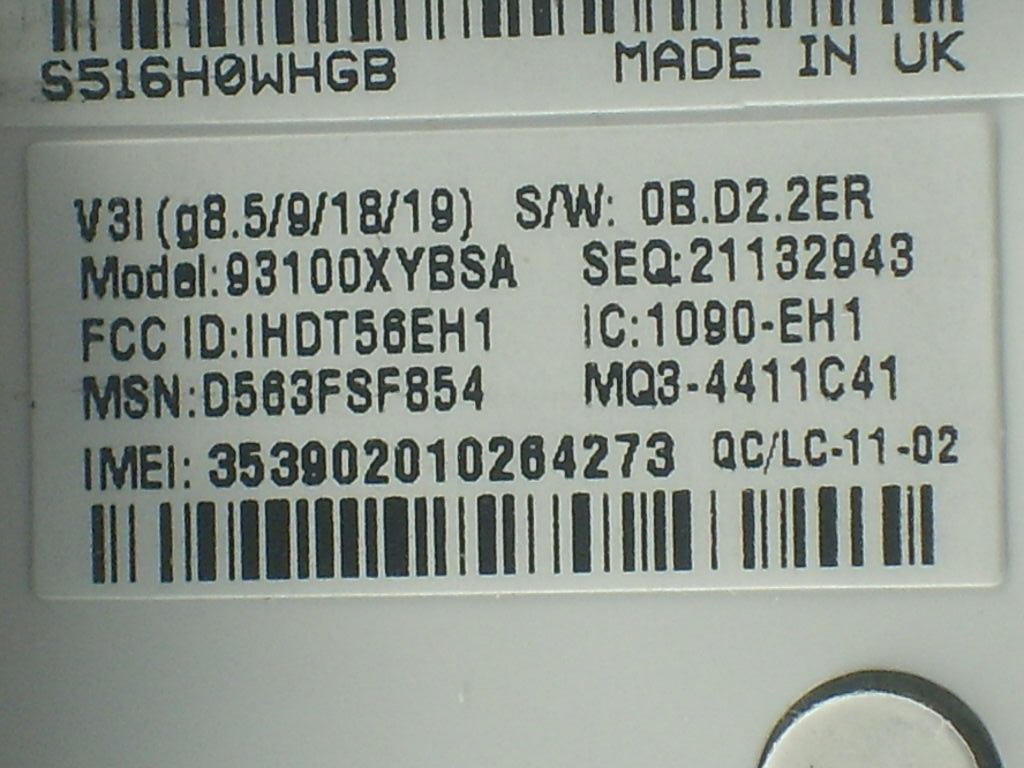 S516H0WHGB MADE IN UK
V3I(g8.5/9/18/19) S/W: 0B.D2.2ER
Model:93100XYBSA SEQ:21132943
FCC ID:IHDT56EH1 IC:1090-EH1
MSN:D563FSF854 MQ3-4411C41
IMEI: 353902010264273 QC/LC-11-02